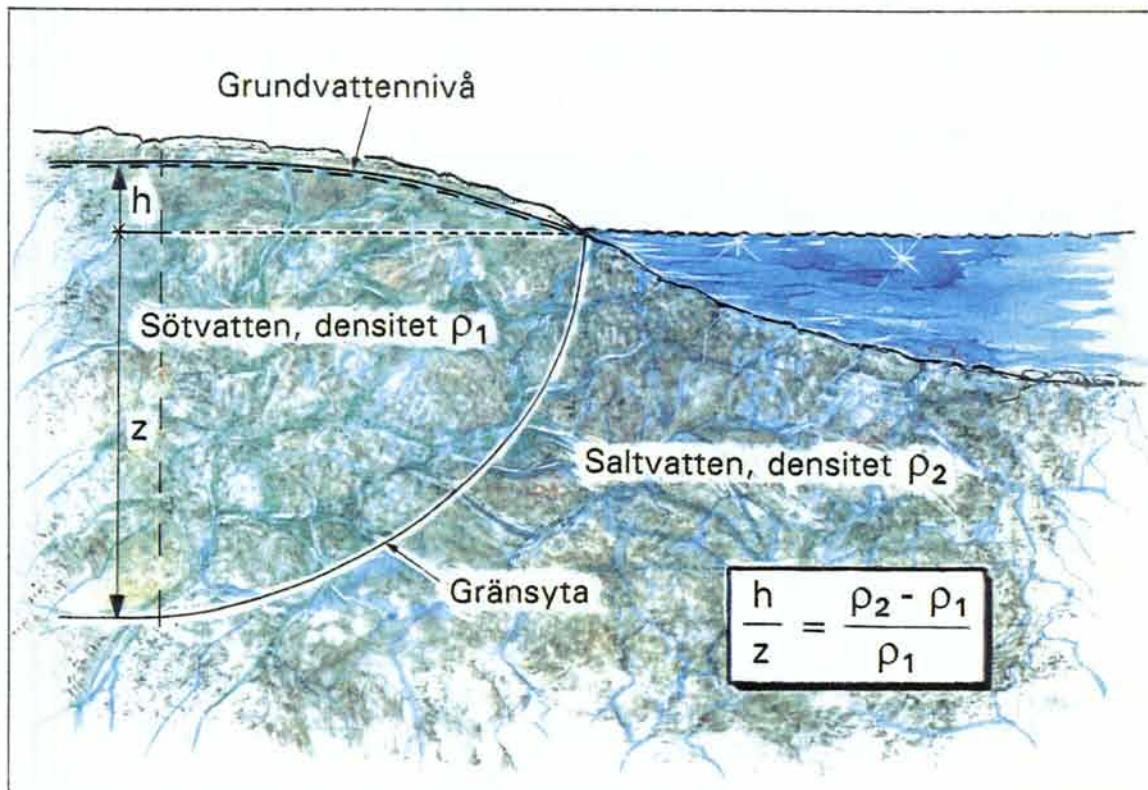 Grundvattennivå
h
Sötvatten, densitet ρ1
z
Saltvatten, densitet ρ2
Gränsyta
h / z = ρ2 - ρ1 / ρ1